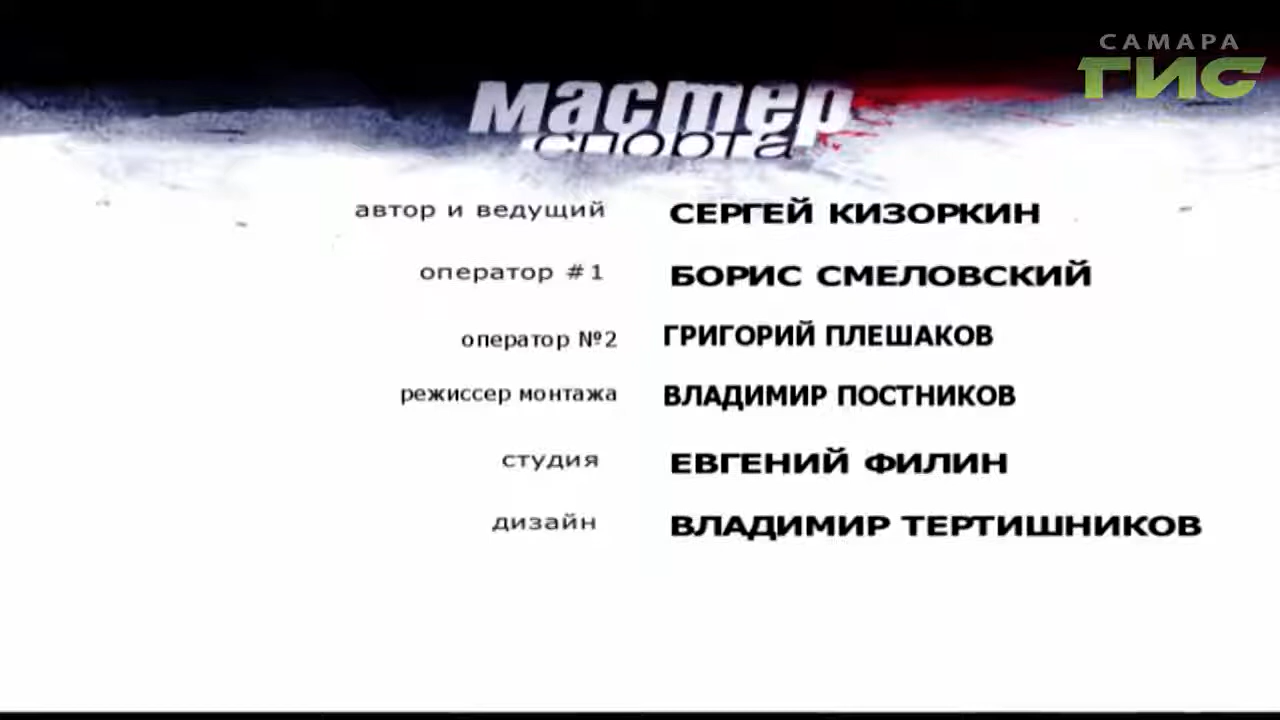 САМАРА
ГИС
мастер
спорта
автор и ведущий СЕРГЕЙ КИЗОРКИН
оператор #1 БОРИС СМЕЛОВСКИЙ
оператор №2 ГРИГОРИЙ ПЛЕШАКОВ
режиссер монтажа ВЛАДИМИР ПОСТНИКОВ
студия ЕВГЕНИЙ ФИЛИН
дизайн ВЛАДИМИР ТЕРТИШНИКОВ